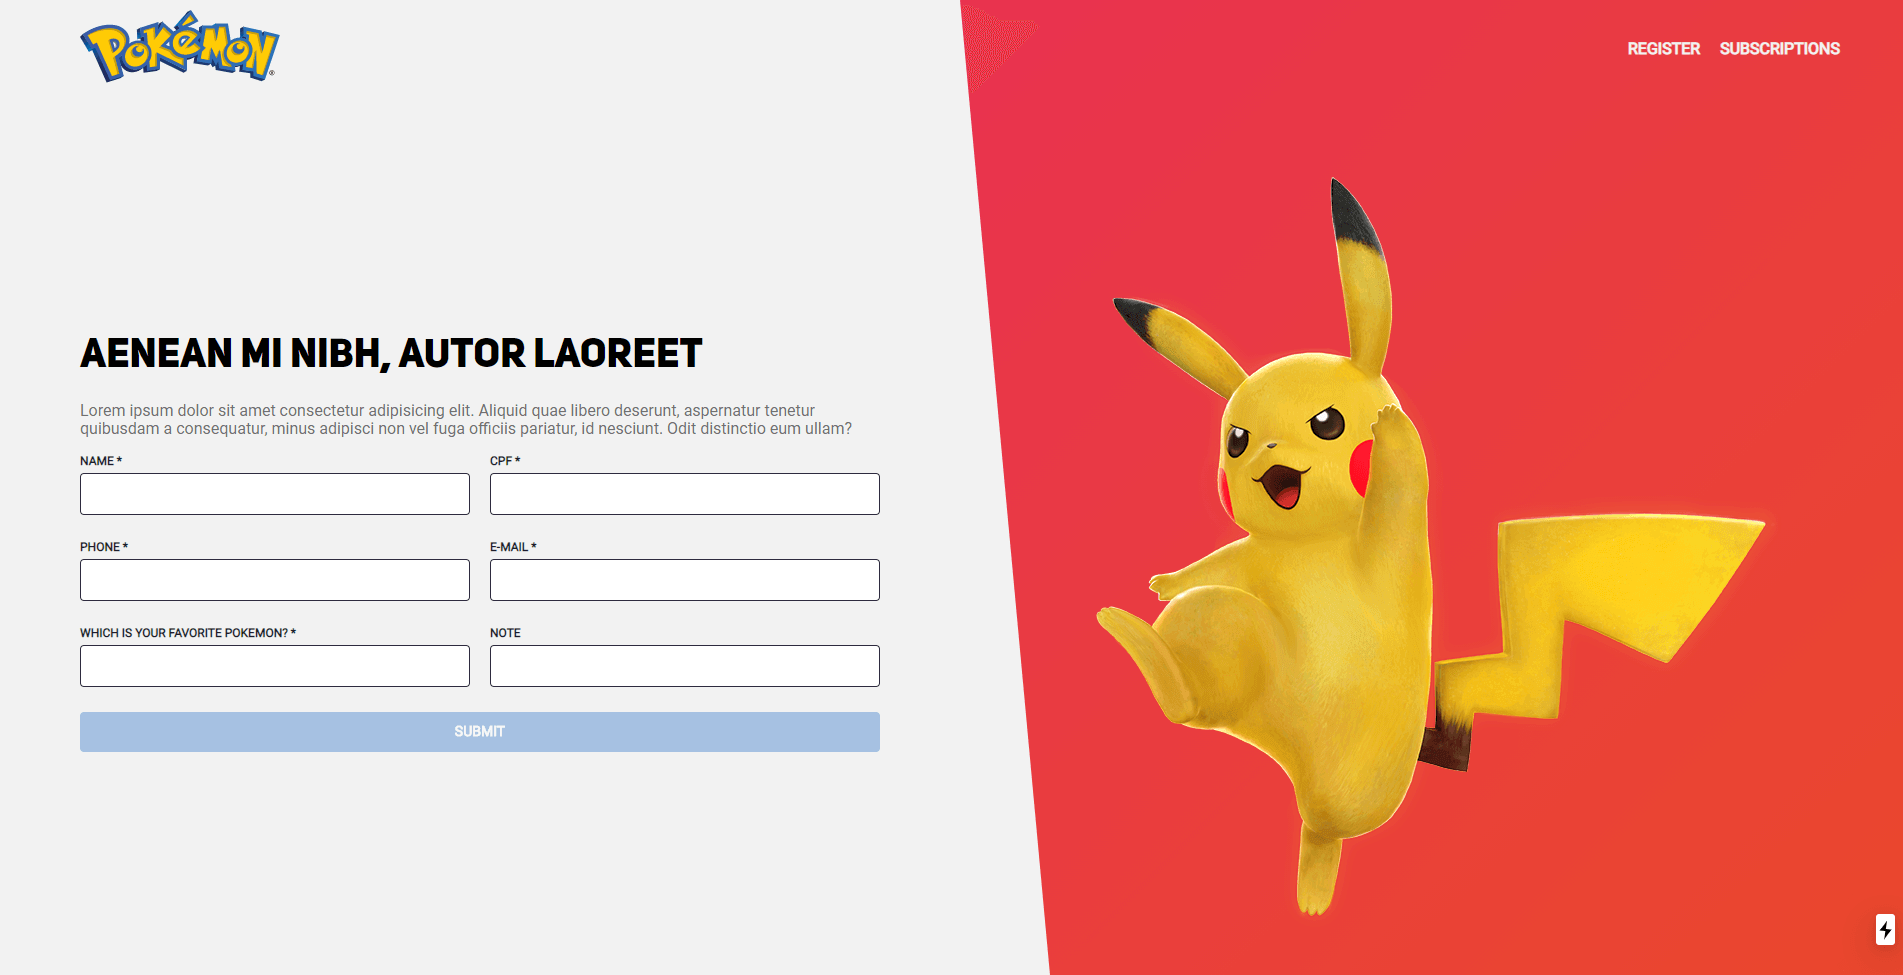 POKéMON®
REGISTER SUBSCRIPTIONS
AENEAN MI NIBH, AUTOR LAOREET
Lorem ipsum dolor sit amet consectetur adipisicing elit. Aliquid quae libero deserunt, aspernatur tenetur
quibusdam a consequatur, minus adipisci non vel fuga officiis pariatur, id nesciunt. Odit distinctio eum ullam?
NAME * CPF *
PHONE * E-MAIL *
WHICH IS YOUR FAVORITE POKEMON? * NOTE
SUBMIT